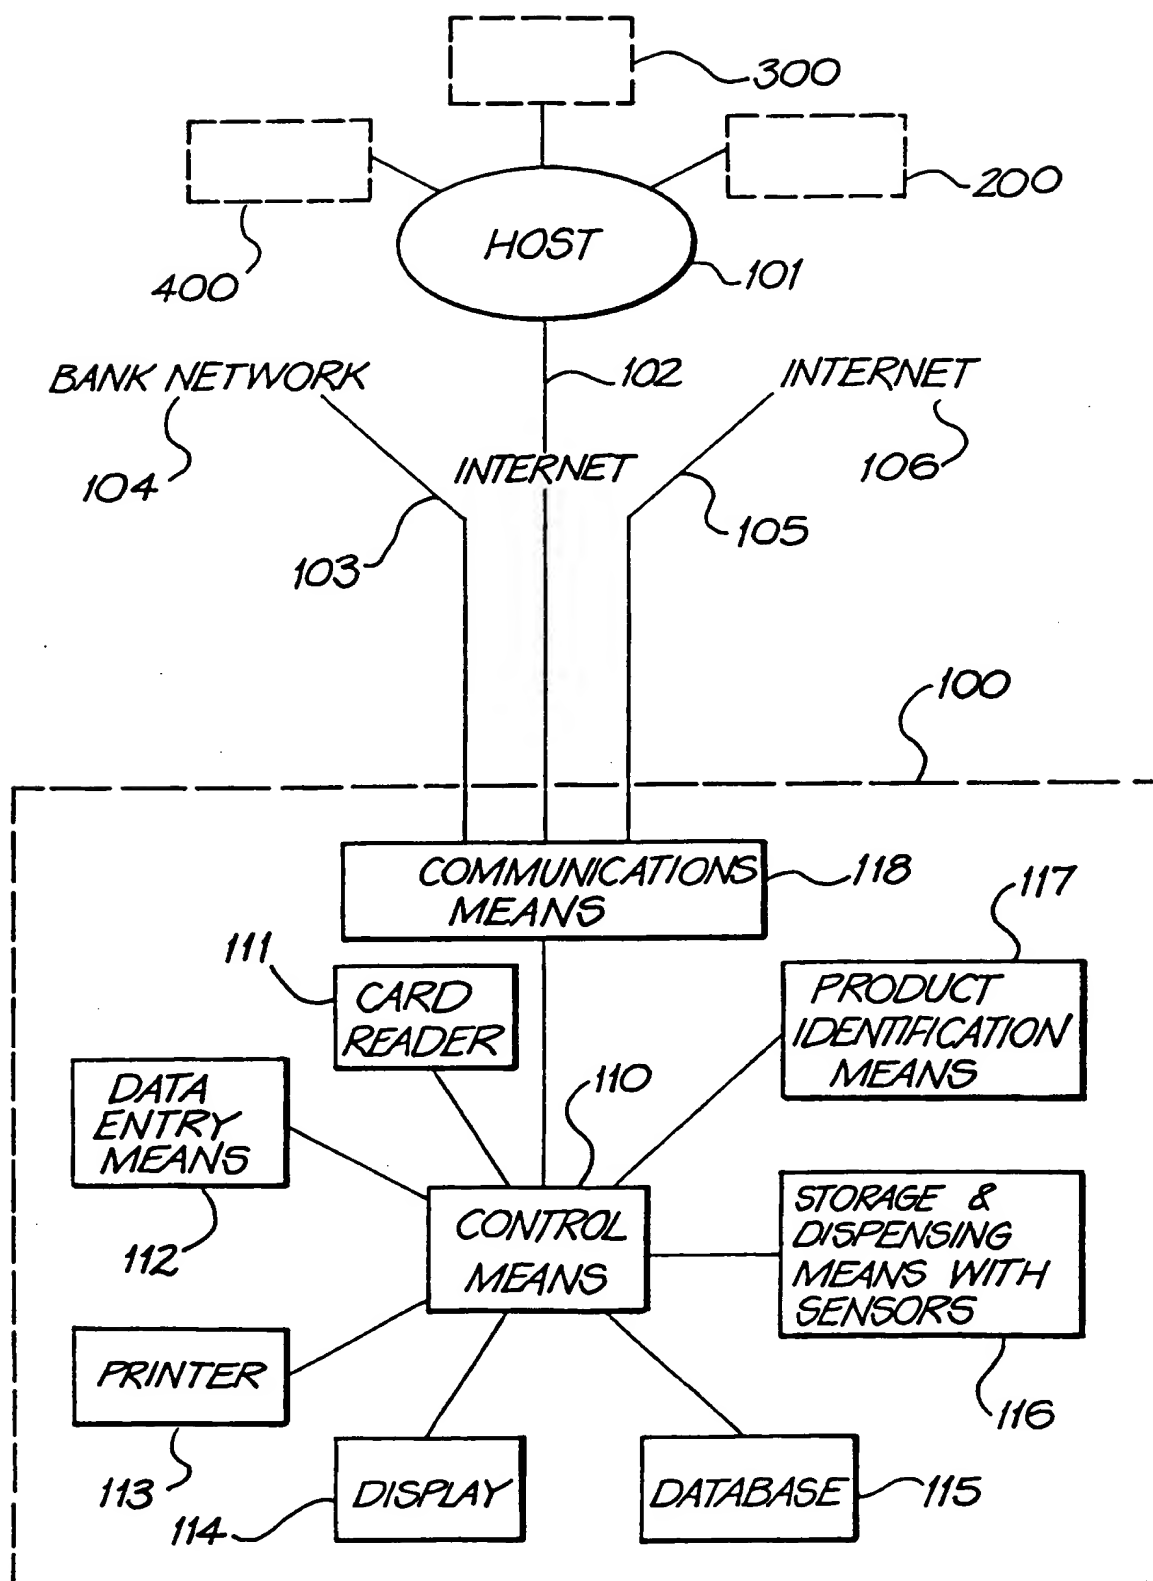 300
200
400
HOST
101
BANK NETWORK
104
102
INTERNET
106
INTERNET
103
105
100
COMMUNICATIONS
MEANS
118
111
CARD
READER
117
PRODUCT
IDENTIFICATION
MEANS
110
DATA
ENTRY
MEANS
112
CONTROL
MEANS
STORAGE &
DISPENSING
MEANS WITH
SENSORS
116
PRINTER
113
DISPLAY
114
DATABASE
115